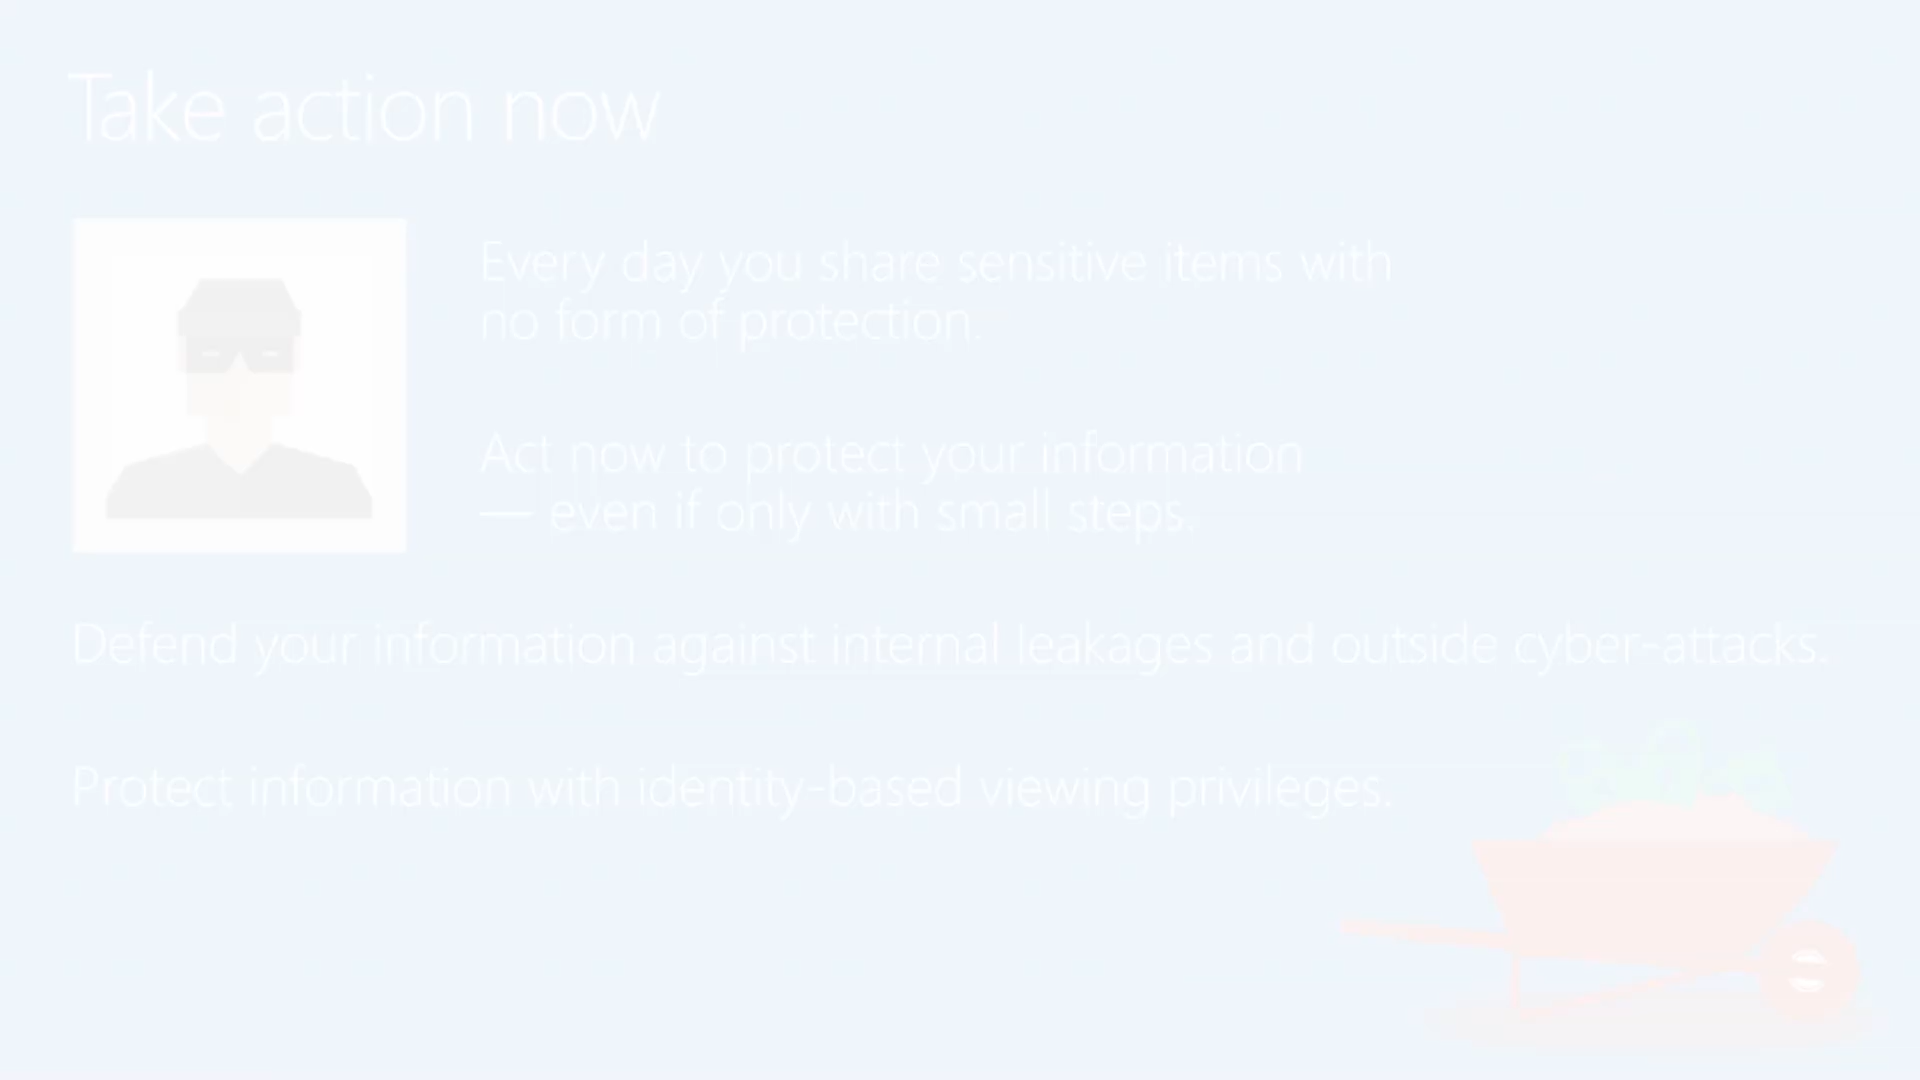 Take action now
Every day you share sensitive items with
no form of protection.
Act now to protect your information
— even if only with small steps.
Defend your information against internal leakages and outside cyber-attacks.
Protect information with identity-based viewing privileges.